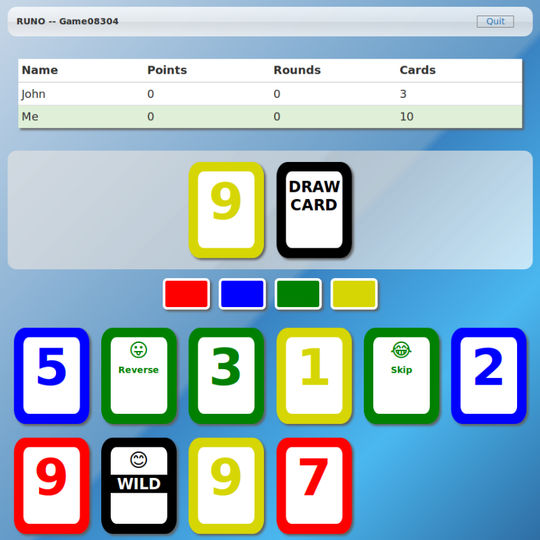 RUNO -- Game08304
Quit
Name Points Rounds Cards
John 0 0 3
Me 0 0 10
9
DRAW
CARD
5
Reverse
3
1
Skip
2
9
WILD
9
7